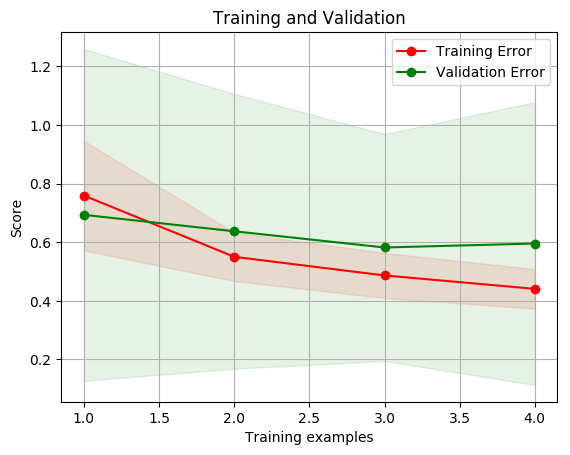 Training and Validation
Training Error
Validation Error
Score
1.2
1.0
0.8
0.6
0.4
0.2
1.0 1.5 2.0 2.5 3.0 3.5 4.0
Training examples